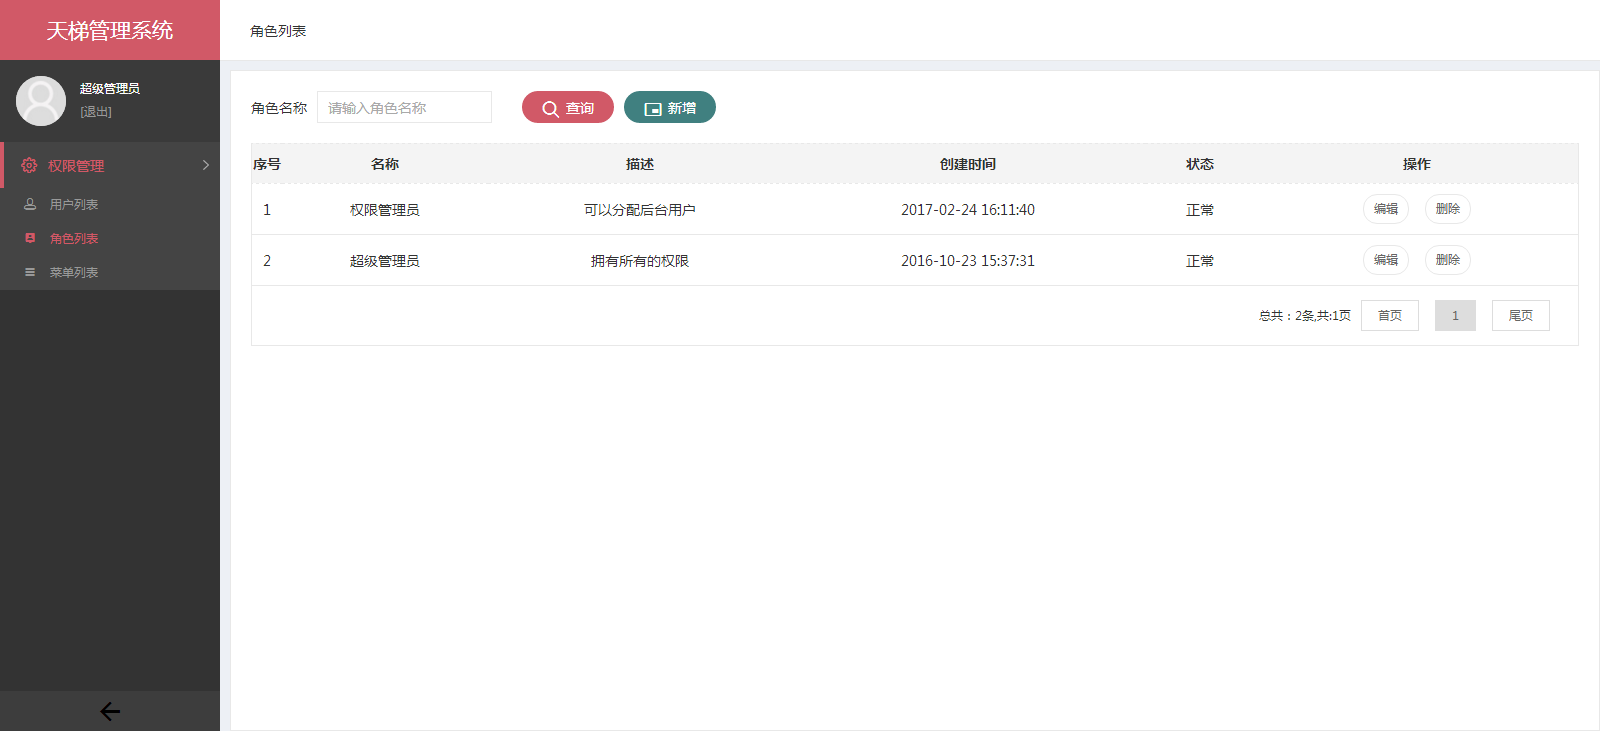 天梯管理系统
超级管理员
[退出]
权限管理
用户列表
角色列表
菜单列表
角色列表
角色名称 请输入角色名称 查询 新增
序号 名称 描述 创建时间 状态 操作
1 权限管理员 可以分配后台用户 2017-02-24 16:11:40 正常 编辑 删除
2 超级管理员 拥有所有的权限 2016-10-23 15:37:31 正常 编辑 删除
总共：2条,共:1页 首页 1 尾页